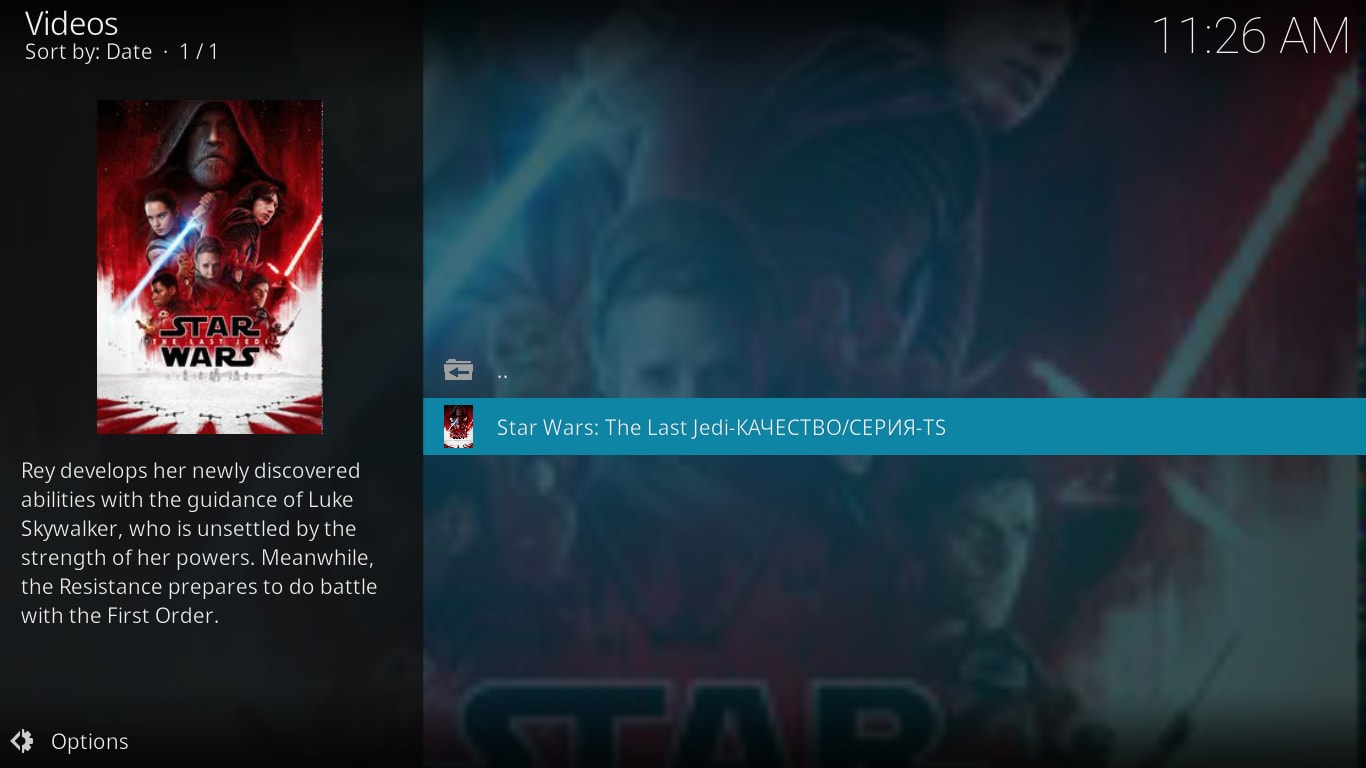 Videos
Sort by: Date · 1 / 1
11:26 AM
STAR
THE LAST JEDI
WARS
..
Star Wars: The Last Jedi-КАЧЕСТВО/СЕРИЯ-TS
Rey develops her newly discovered
abilities with the guidance of Luke
Skywalker, who is unsettled by the
strength of her powers. Meanwhile,
the Resistance prepares to do battle
with the First Order.
STAR
Options